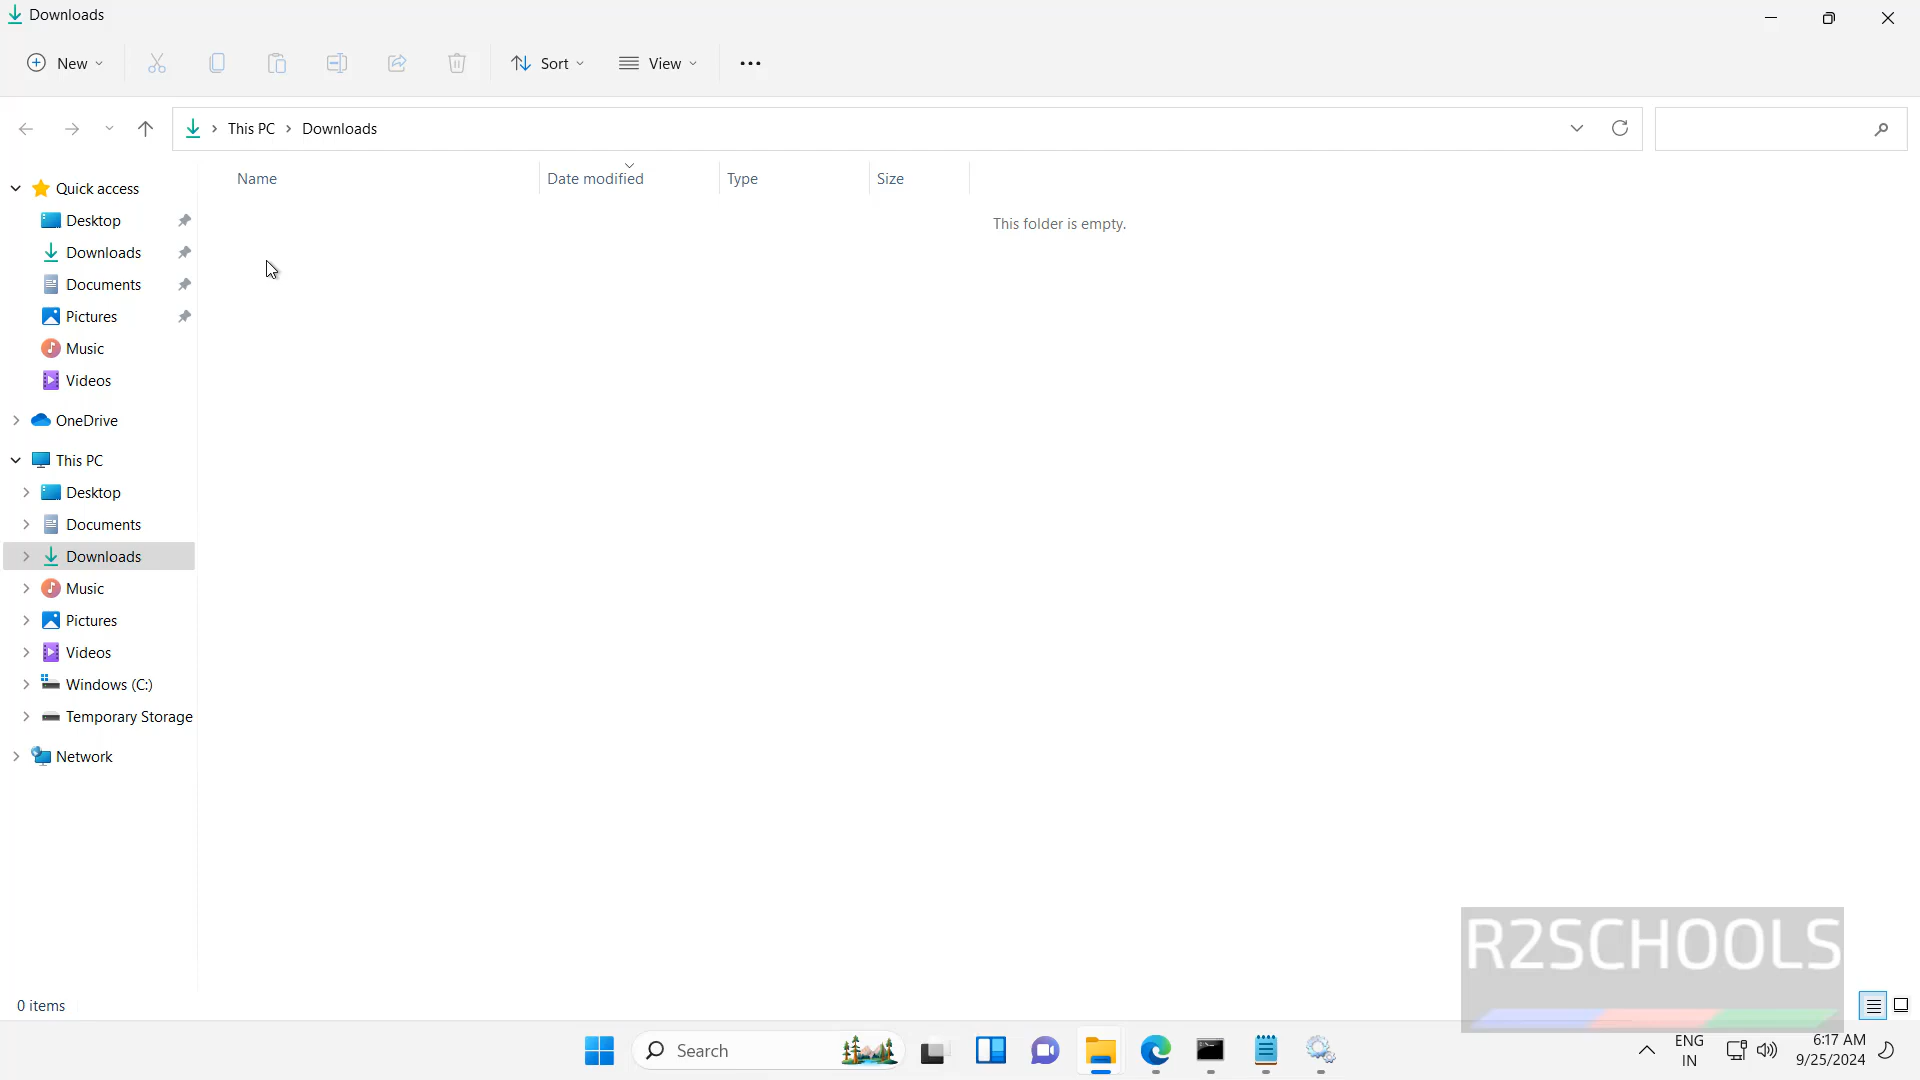 Downloads
New
Sort
View
This PC
Downloads
Name
Date modified
Type
Size
This folder is empty.
Quick access
Desktop
Downloads
Documents
Pictures
Music
Videos
OneDrive
This PC
Desktop
Documents
Downloads
Music
Pictures
Videos
Windows (C:)
Temporary Storage
Network
R2SCHOOLS
0 items
Search
ENG
IN
6:17 AM
9/25/2024